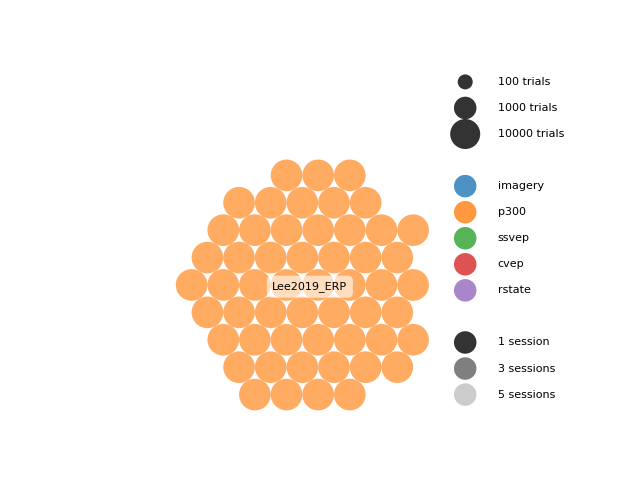 100 trials
1000 trials
10000 trials
imagery
p300
ssvep
cvep
rstate
Lee2019_ERP
1 session
3 sessions
5 sessions